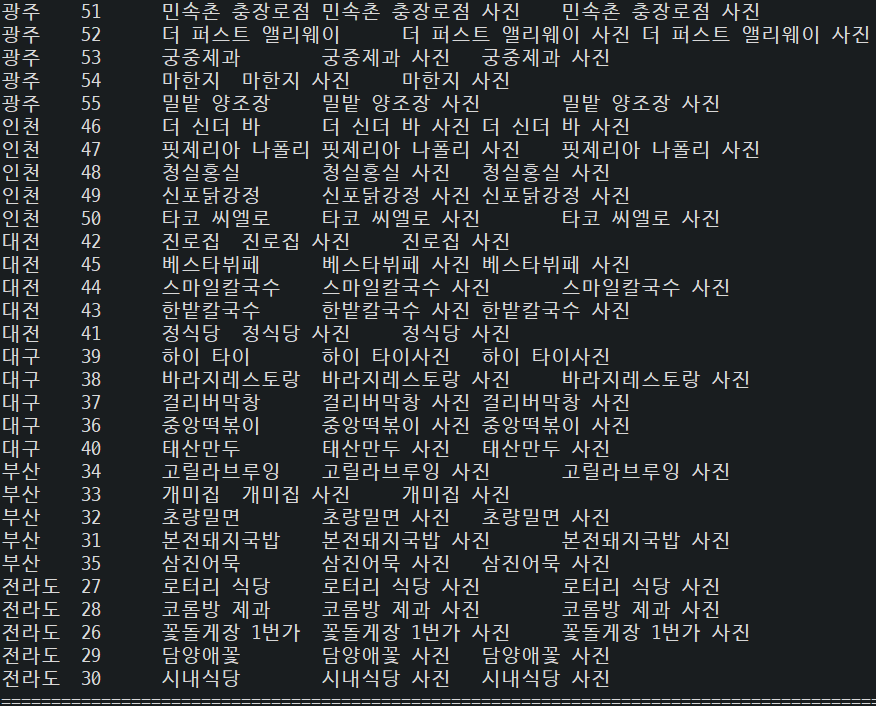 광주 51 민속촌 충장로점 민속촌 충장로점 사진 민속촌 충장로점 사진
광주 52 더 퍼스트 앨리웨이 더 퍼스트 앨리웨이 사진 더 퍼스트 앨리웨이 사진
광주 53 궁중제과 궁중제과 사진 궁중제과 사진
광주 54 마한지 마한지 사진 마한지 사진
광주 55 밀밭 양조장 밀밭 양조장 사진 밀밭 양조장 사진
인천 46 더 신더 바 더 신더 바 사진 더 신더 바 사진
인천 47 핏제리아 나폴리 핏제리아 나폴리 사진 핏제리아 나폴리 사진
인천 48 청실홍실 청실홍실 사진 청실홍실 사진
인천 49 신포닭강정 신포닭강정 사진 신포닭강정 사진
인천 50 타코 씨엘로 타코 씨엘로 사진 타코 씨엘로 사진
대전 42 진로집 진로집 사진 진로집 사진
대전 45 베스타뷔페 베스타뷔페 사진 베스타뷔페 사진
대전 44 스마일칼국수 스마일칼국수 사진 스마일칼국수 사진
대전 43 한밭칼국수 한밭칼국수 사진 한밭칼국수 사진
대전 41 정식당 정식당 사진 정식당 사진
대구 39 하이 타이 하이 타이사진 하이 타이사진
대구 38 바라지레스토랑 바라지레스토랑 사진 바라지레스토랑 사진
대구 37 걸리버막창 걸리버막창 사진 걸리버막창 사진
대구 36 중앙떡볶이 중앙떡볶이 사진 중앙떡볶이 사진
대구 40 태산만두 태산만두 사진 태산만두 사진
부산 34 고릴라브루잉 고릴라브루잉 사진 고릴라브루잉 사진
부산 33 개미집 개미집 사진 개미집 사진
부산 32 초량밀면 초량밀면 사진 초량밀면 사진
부산 31 본전돼지국밥 본전돼지국밥 사진 본전돼지국밥 사진
부산 35 삼진어묵 삼진어묵 사진 삼진어묵 사진
전라도 27 로터리 식당 로터리 식당 사진 로터리 식당 사진
전라도 28 코롬방 제과 코롬방 제과 사진 코롬방 제과 사진
전라도 26 꽃돌게장 1번가 꽃돌게장 1번가 사진 꽃돌게장 1번가 사진
전라도 29 담양애꽃 담양애꽃 사진 담양애꽃 사진
전라도 30 시내식당 시내식당 사진 시내식당 사진